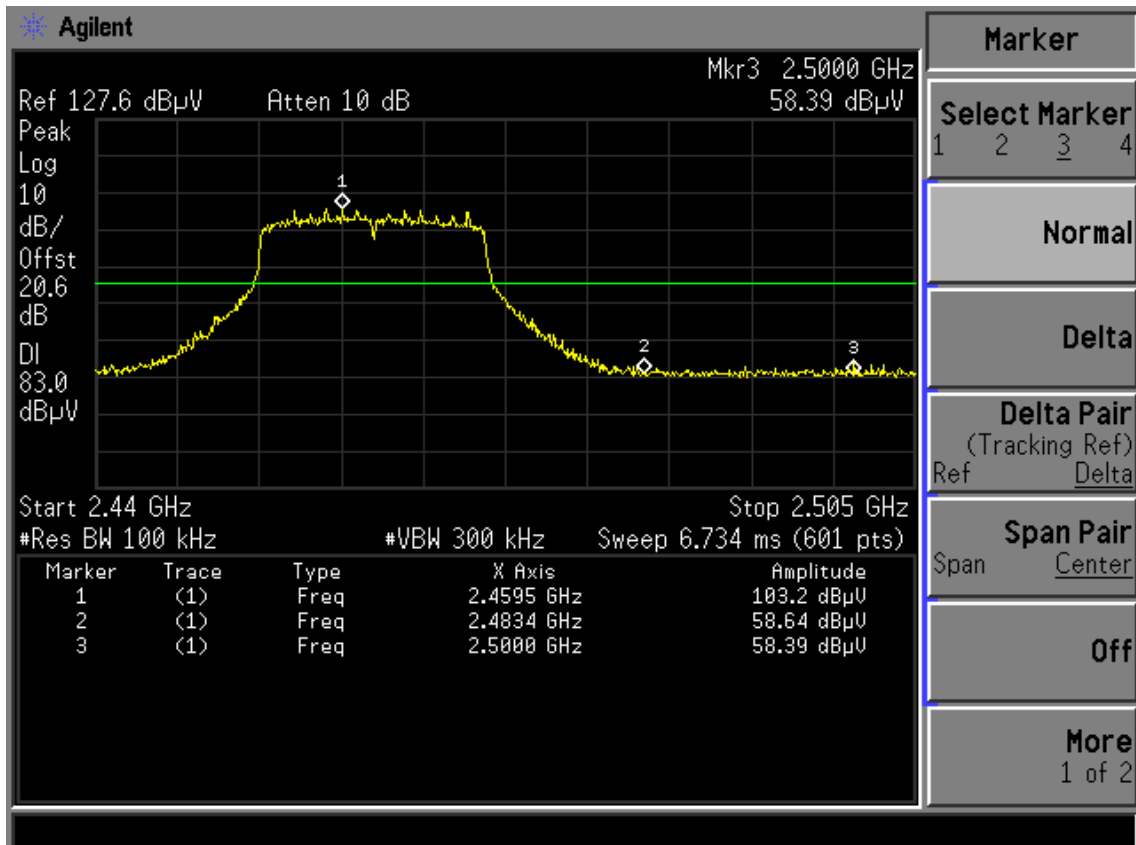 Agilent
Mkr3 2.5000 GHz
Ref 127.6 dBµV Atten 10 dB 58.39 dBµV
Peak
Log
10
dB/
Offst
20.6
dB
DI
83.0
dBµV
1
2
3
Start 2.44 GHz Stop 2.505 GHz
#Res BW 100 kHz #VBW 300 kHz Sweep 6.734 ms (601 pts)
Marker Trace Type X Axis Amplitude
1 (1) Freq 2.4595 GHz 103.2 dBµV
2 (1) Freq 2.4834 GHz 58.64 dBµV
3 (1) Freq 2.5000 GHz 58.39 dBµV
Marker
Select Marker
1 2 3 4
Normal
Delta
Delta Pair
(Tracking Ref)
Ref Delta
Span Pair
Span Center
Off
More
1 of 2